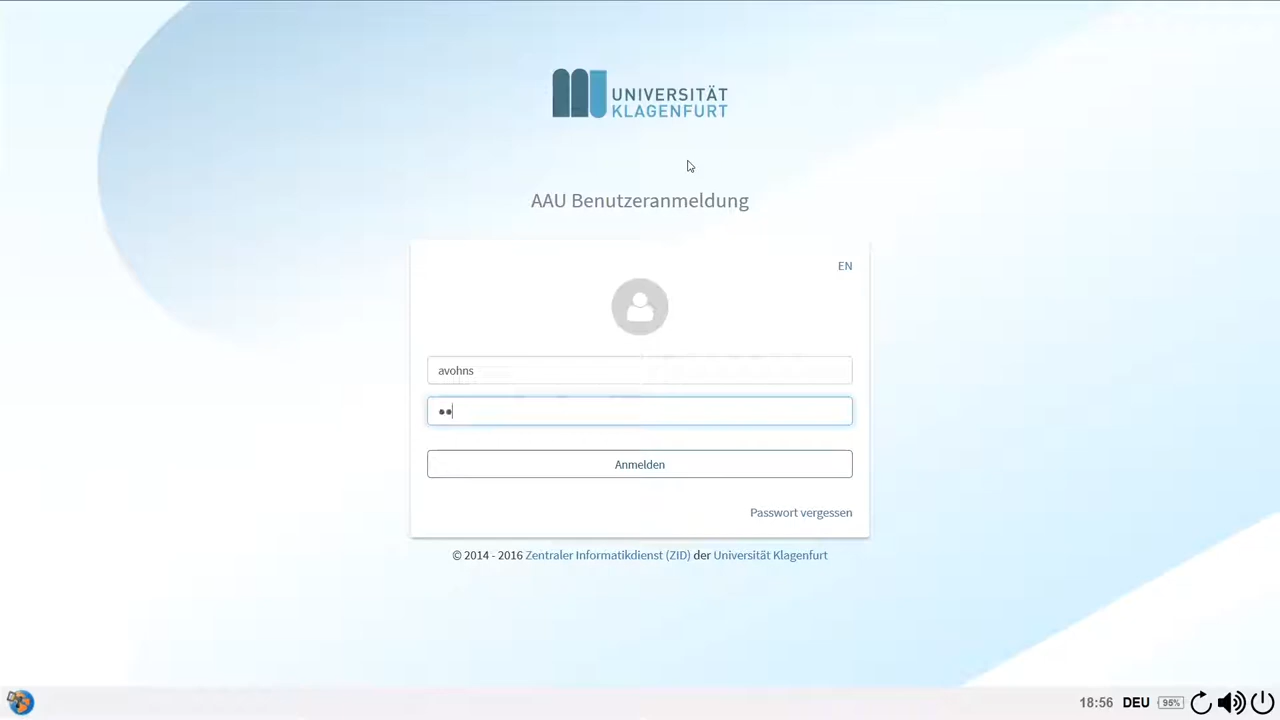 UNIVERSITÄT
KLAGENFURT
AAU Benutzeranmeldung
EN
avohns
●●
Anmelden
Passwort vergessen
© 2014 - 2016 Zentraler Informatikdienst (ZID) der Universität Klagenfurt
18:56 DEU 95%